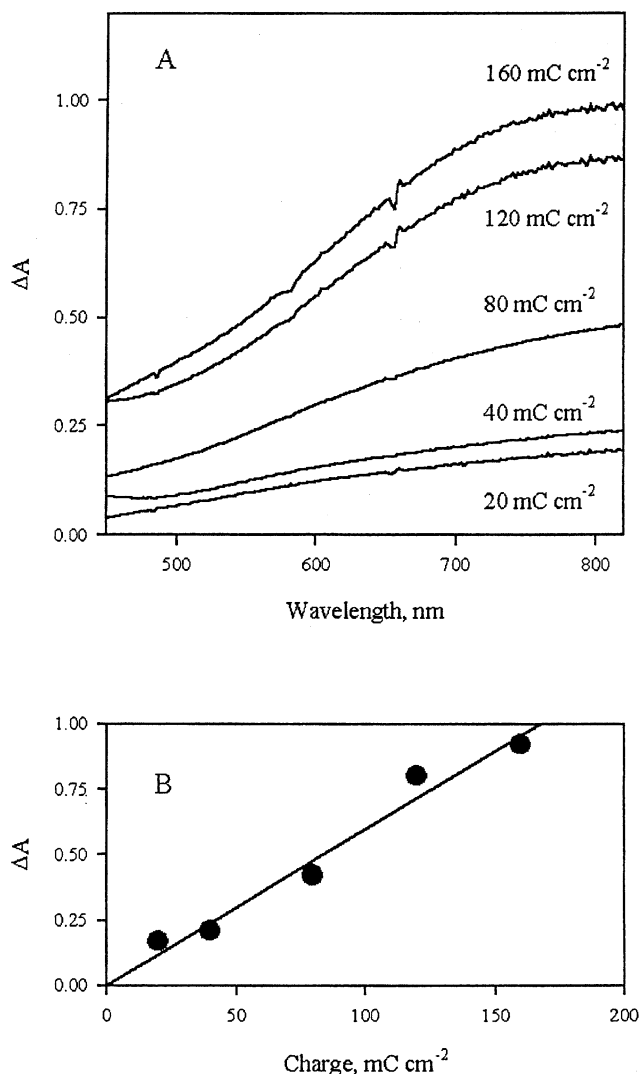 A
160 mC cm⁻²
1.00
120 mC cm⁻²
0.75
ΔA
80 mC cm⁻²
0.50
40 mC cm⁻²
0.25
20 mC cm⁻²
0.00
500 600 700 800
Wavelength, nm
1.00
B
0.75
ΔA
0.50
0.25
0.00
0 50 100 150 200
Charge, mC cm⁻²